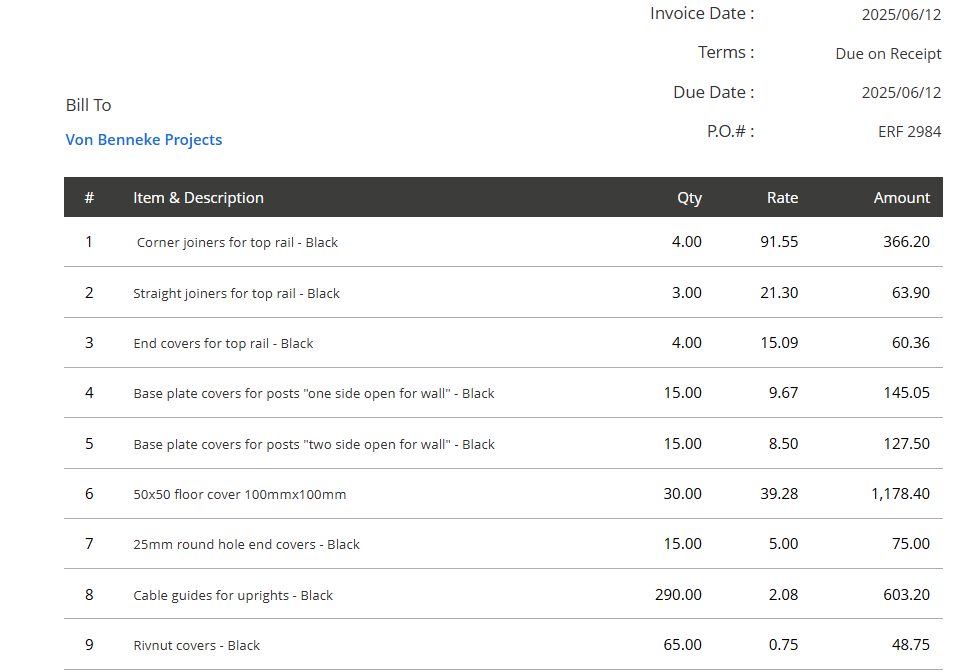 Invoice Date : 2025/06/12
Terms : Due on Receipt
Due Date : 2025/06/12
Bill To
P.O.# : ERF 2984
Von Benneke Projects
# Item & Description Qty Rate Amount
1 Corner joiners for top rail - Black 4.00 91.55 366.20
2 Straight joiners for top rail - Black 3.00 21.30 63.90
3 End covers for top rail - Black 4.00 15.09 60.36
4 Base plate covers for posts "one side open for wall" - Black 15.00 9.67 145.05
5 Base plate covers for posts "two side open for wall" - Black 15.00 8.50 127.50
6 50x50 floor cover 100mmx100mm 30.00 39.28 1,178.40
7 25mm round hole end covers - Black 15.00 5.00 75.00
8 Cable guides for uprights - Black 290.00 2.08 603.20
9 Rivnut covers - Black 65.00 0.75 48.75